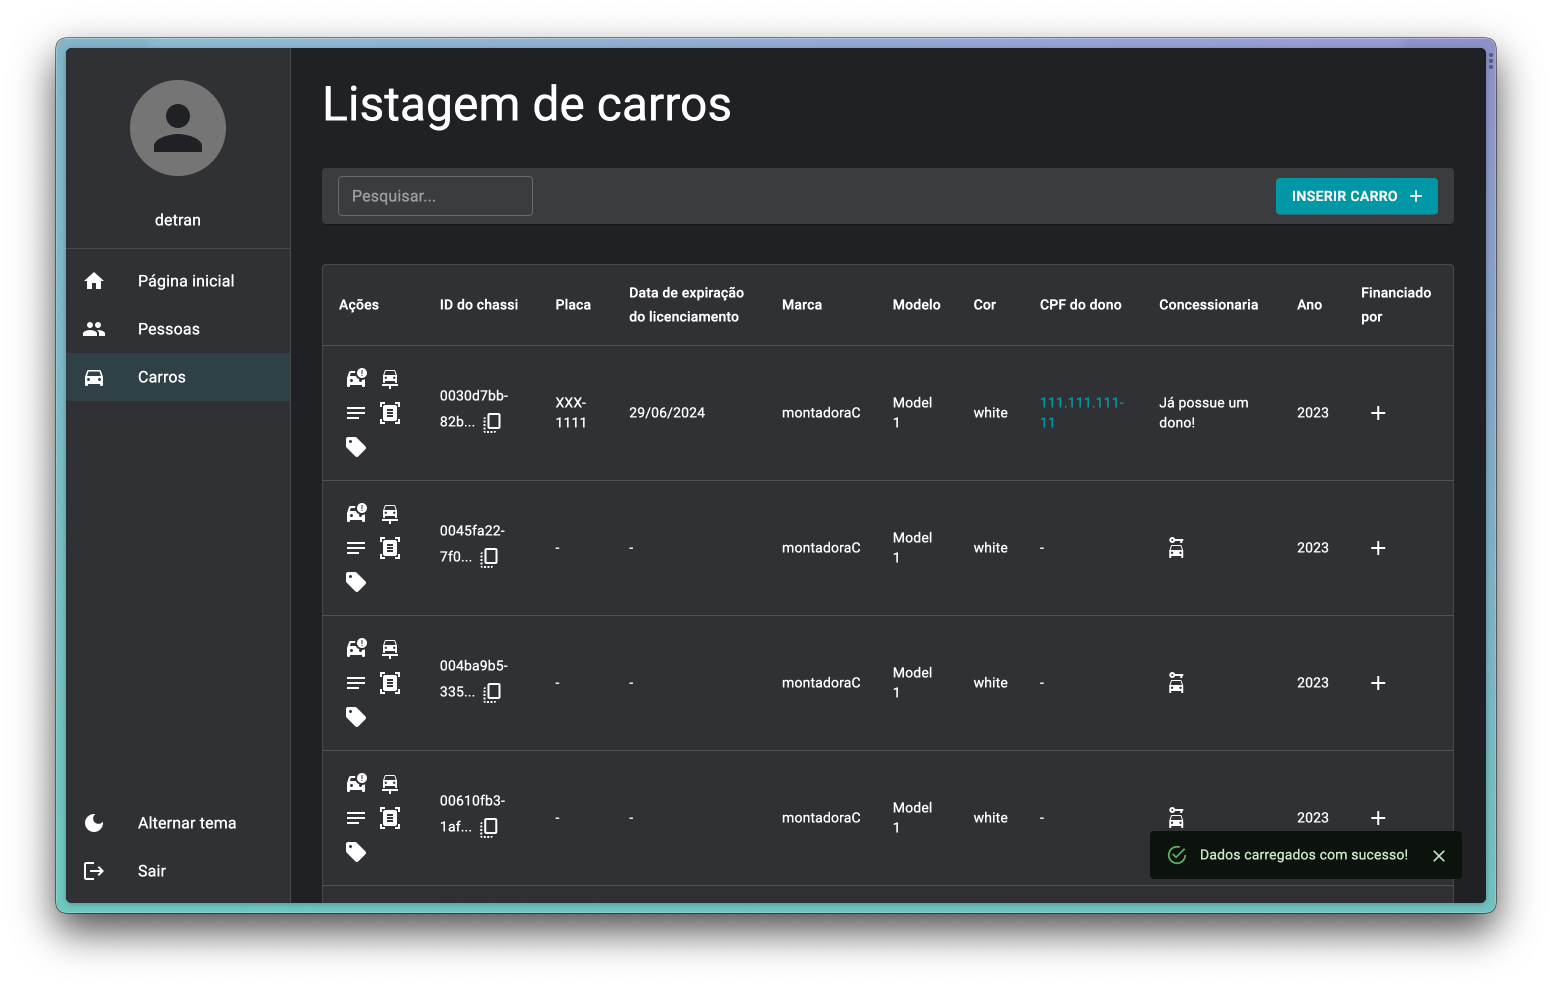 detran
Página inicial
Pessoas
Carros
Alternar tema
Sair
Listagem de carros
Pesquisar...
INSERIR CARRO
Ações
ID do chassi
Placa
Data de expiração
do licenciamento
Marca
Modelo
Cor
CPF do dono
Concessionaria
Ano
Financiado
por
0030d7bb-
82b...
XXX-
1111
29/06/2024
montadoraC
Model
1
white
111.111.111-
11
Já possue um
dono!
2023
0045fa22-
7f0...
-
-
montadoraC
Model
1
white
-
2023
004ba9b5-
335...
-
-
montadoraC
Model
1
white
-
2023
00610fb3-
1af...
-
-
montadoraC
Model
1
white
-
2023
Dados carregados com sucesso!